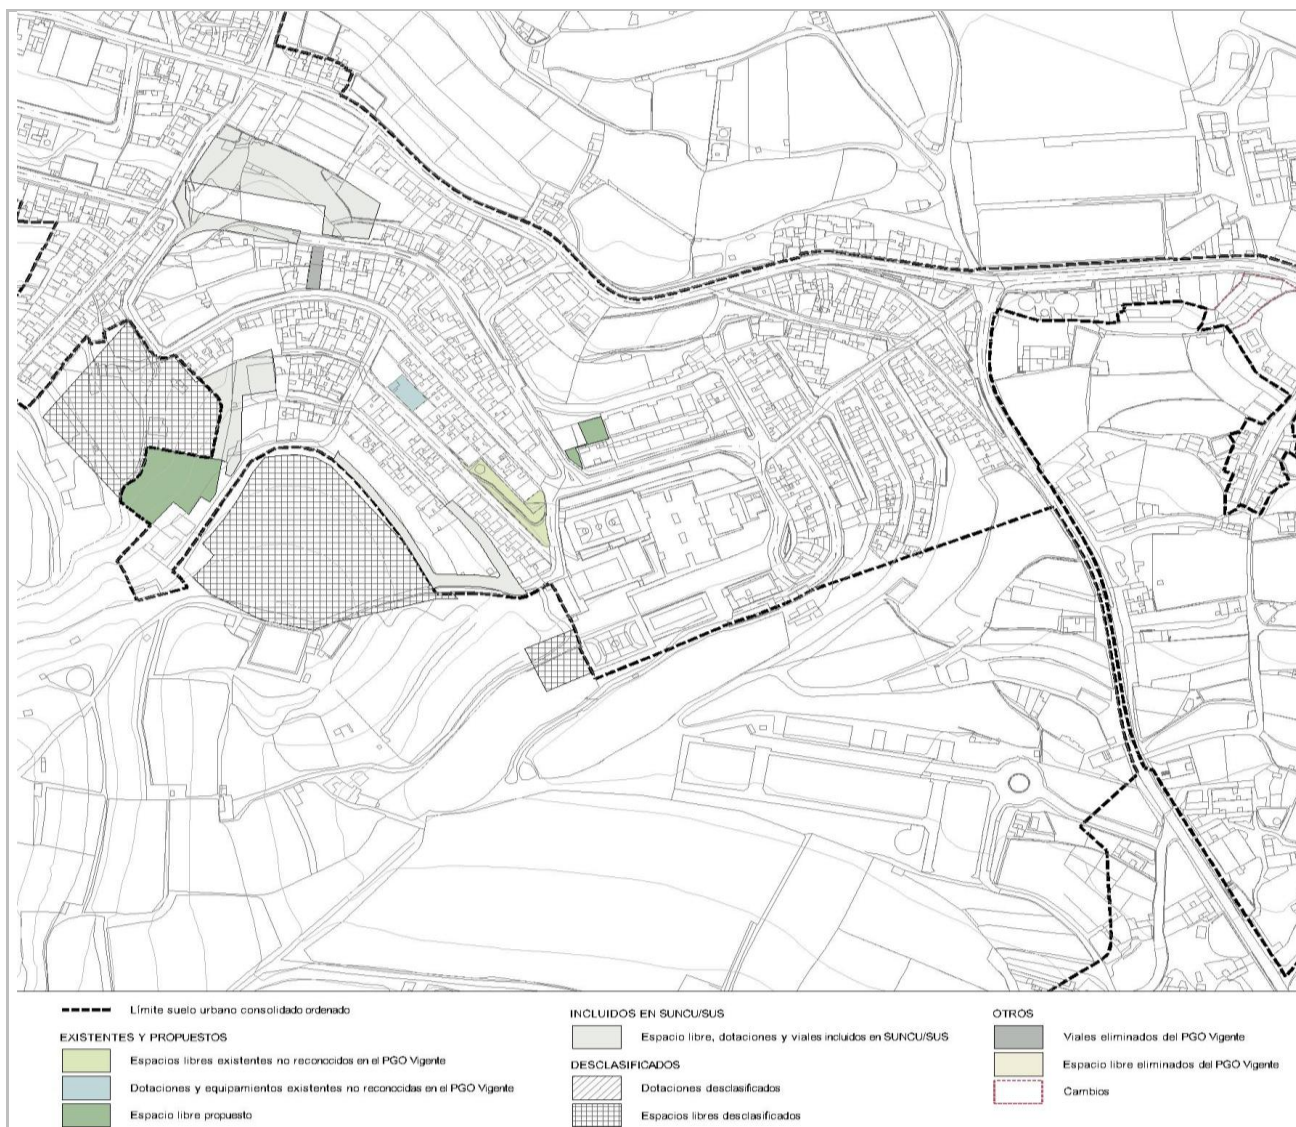 Límite suelo urbano consolidado ordenado
EXISTENTES Y PROPUESTOS
Espacios libres existentes no reconocidos en el PGO Vigente
Dotaciones y equipamientos existentes no reconocidas en el PGO Vigente
Espacio libre propuesto
INCLUIDOS EN SUNCU/SUS
Espacio libre, dotaciones y viales incluidos en SUNCU/SUS
DESCLASIFICADOS
Dotaciones desclasificados
Espacios libres desclasificados
OTROS
Viales eliminados del PGO Vigente
Espacio libre eliminados del PGO Vigente
Cambios